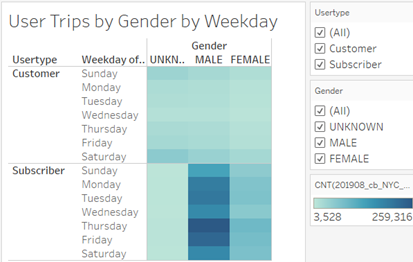 User Trips by Gender by Weekday
Gender
Usertype Weekday of.. UNKN.. MALE FEMALE
Customer Sunday
Monday
Tuesday
Wednesday
Thursday
Friday
Saturday
Subscriber Sunday
Monday
Tuesday
Wednesday
Thursday
Friday
Saturday
Usertype
(All)
Customer
Subscriber
Gender
(All)
UNKNOWN
MALE
FEMALE
CNT(201908_cb_NYC_...
3,528 259,316